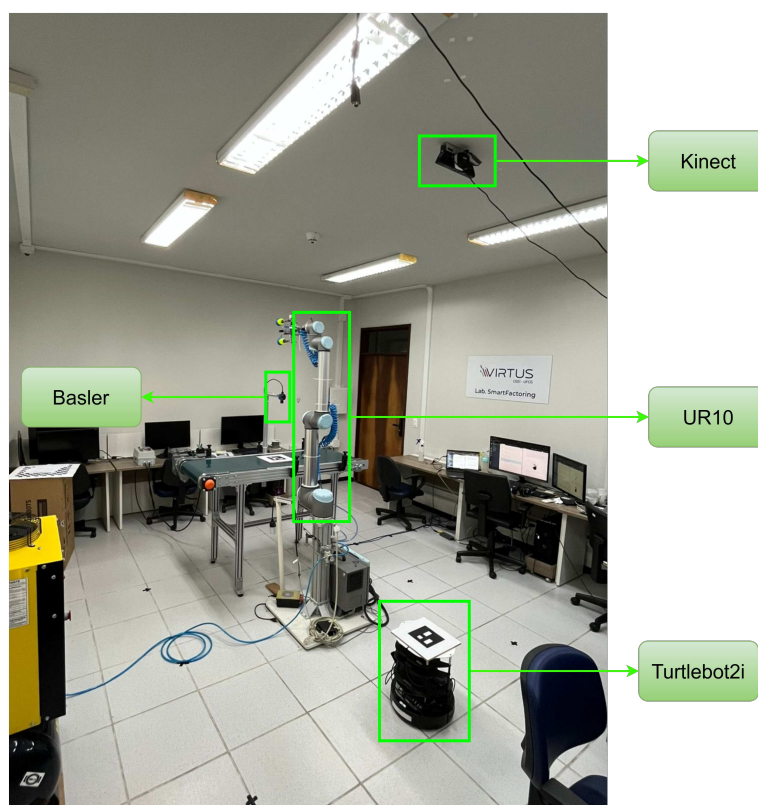 Kinect
Basler
VIRTUS
Lab. SmartFactoring
UR10
Turtlebot2i